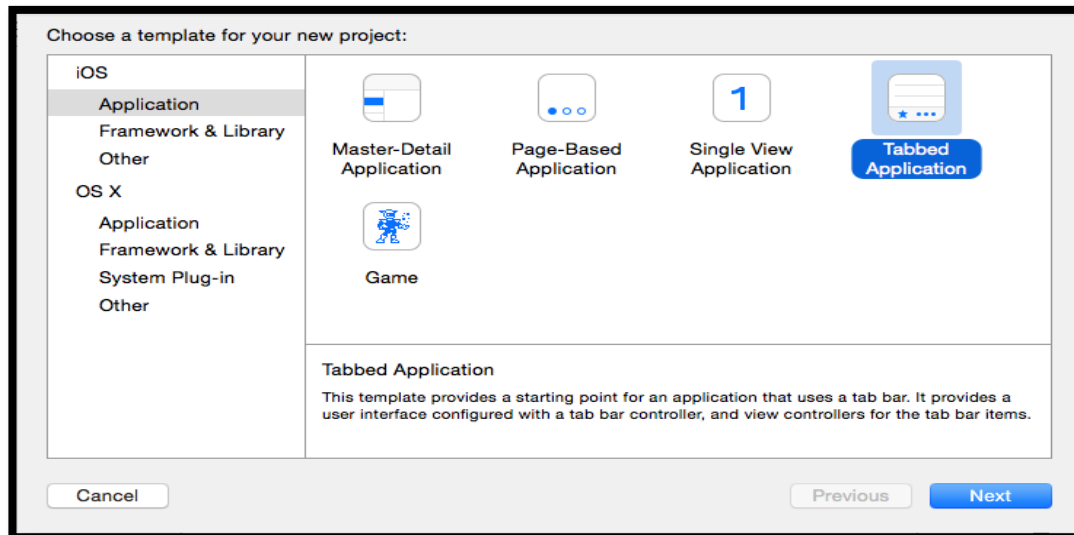 Choose a template for your new project:
iOS
Application
Framework & Library
Other
OS X
Application
Framework & Library
System Plug-in
Other
Master-Detail
Application
Page-Based
Application
1
Single View
Application
Tabbed
Application
Game
Tabbed Application
This template provides a starting point for an application that uses a tab bar. It provides a
user interface configured with a tab bar controller, and view controllers for the tab bar items.
Cancel
Previous
Next